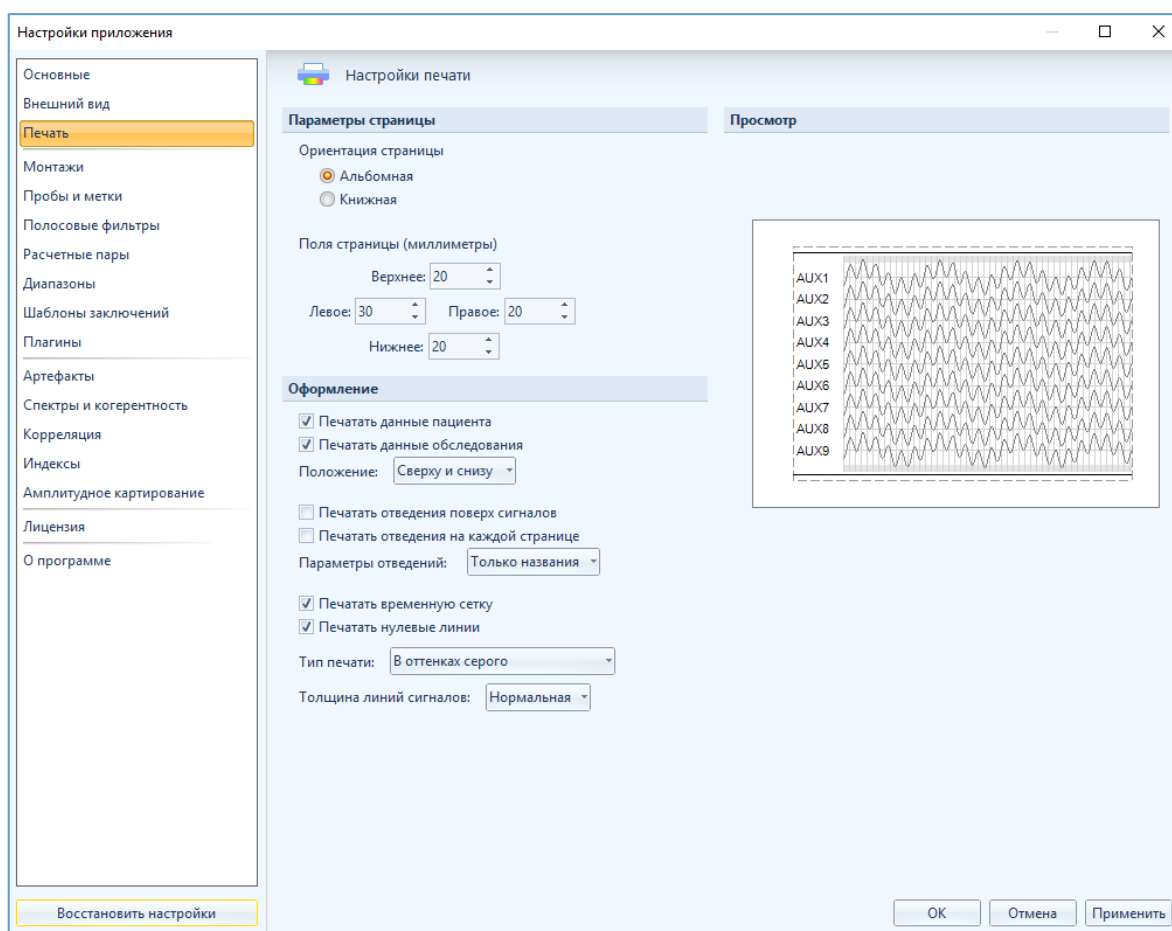 Настройки приложения
Основные
Внешний вид
Печать
Монтажи
Пробы и метки
Полосовые фильтры
Расчетные пары
Диапазоны
Шаблоны заключений
Плагины
Артефакты
Спектры и когерентность
Корреляция
Индексы
Амплитудное картирование
Лицензия
О программе
Восстановить настройки
Настройки печати
Параметры страницы
Ориентация страницы
Альбомная
Книжная
Поля страницы (миллиметры)
Верхнее: 20
Левое: 30 Правое: 20
Нижнее: 20
Оформление
Печатать данные пациента
Печатать данные обследования
Положение: Сверху и снизу
Печатать отведения поверх сигналов
Печатать отведения на каждой странице
Параметры отведений: Только названия
Печатать временную сетку
Печатать нулевые линии
Тип печати: В оттенках серого
Толщина линий сигналов: Нормальная
Просмотр
AUX1
AUX2
AUX3
AUX4
AUX5
AUX6
AUX7
AUX8
AUX9
OK Отмена Применить